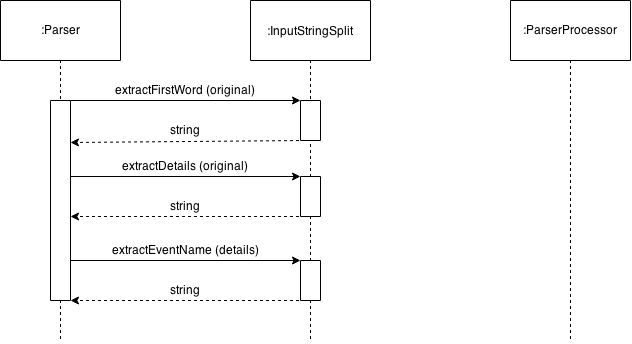 :Parser
:InputStringSplit
:ParserProcessor
extractFirstWord (original)
string
extractDetails (original)
string
extractEventName (details)
string